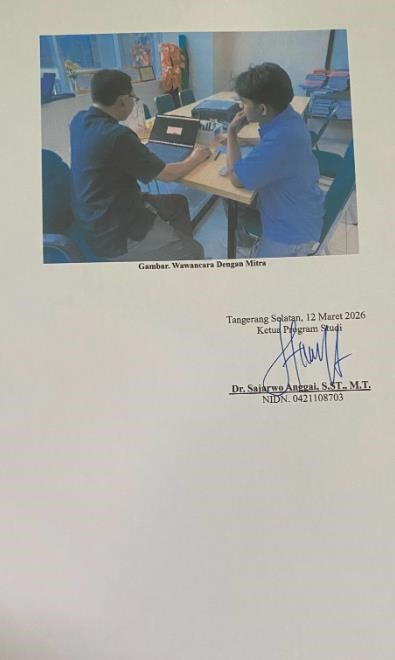 Gambar. Wawancara Dengan Mitra
Tangerang Selatan, 12 Maret 2026
Ketua Program Studi
Dr. Sajarwo Anggai, S.ST., M.T.
NIDN. 0421108703